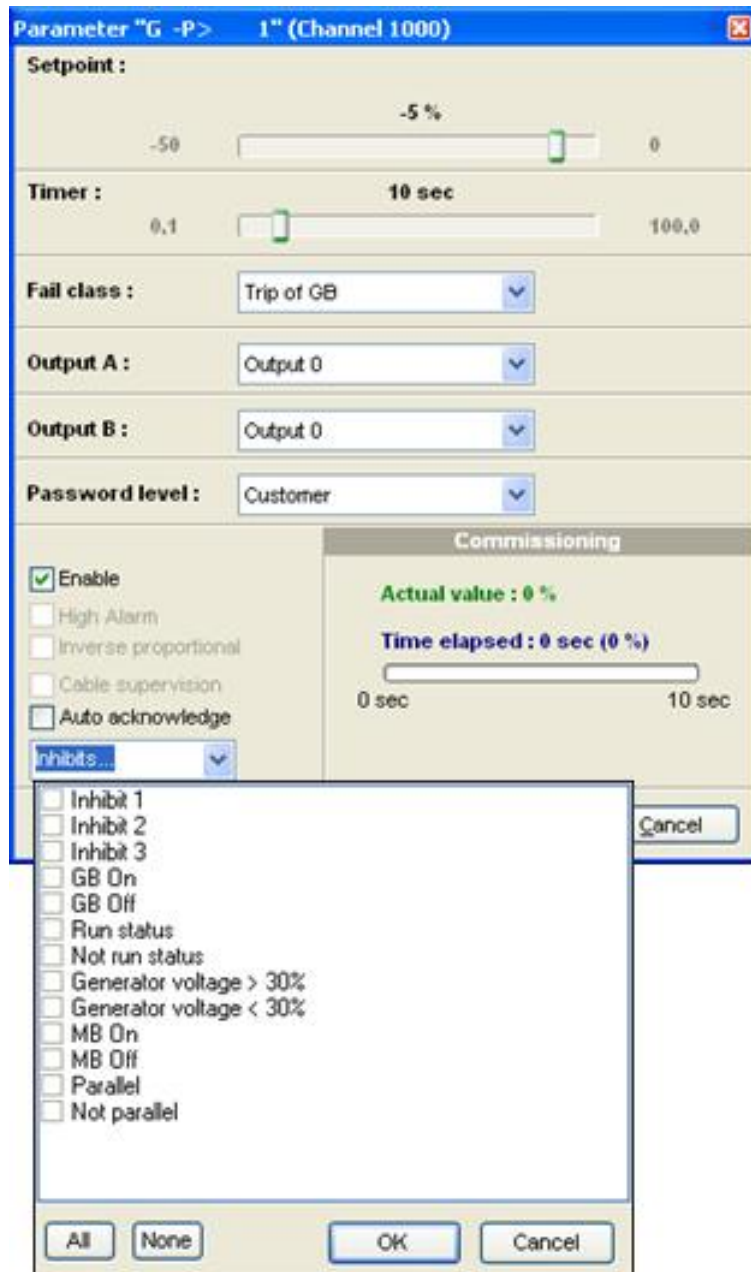 Parameter "G -P> 1" (Channel 1000)
Setpoint :
-5 %
-50 0
Timer :
10 sec
0,1 100,0
Fail class :
Trip of GB
Output A :
Output 0
Output B :
Output 0
Password level :
Customer
Commissioning
Enable
High Alarm
Inverse proportional
Cable supervision
Auto acknowledge
Inhibits...
Actual value : 0 %
Time elapsed : 0 sec (0 %)
0 sec 10 sec
Cancel
Inhibit 1
Inhibit 2
Inhibit 3
GB On
GB Off
Run status
Not run status
Generator voltage > 30%
Generator voltage < 30%
MB On
MB Off
Parallel
Not parallel
All None OK Cancel